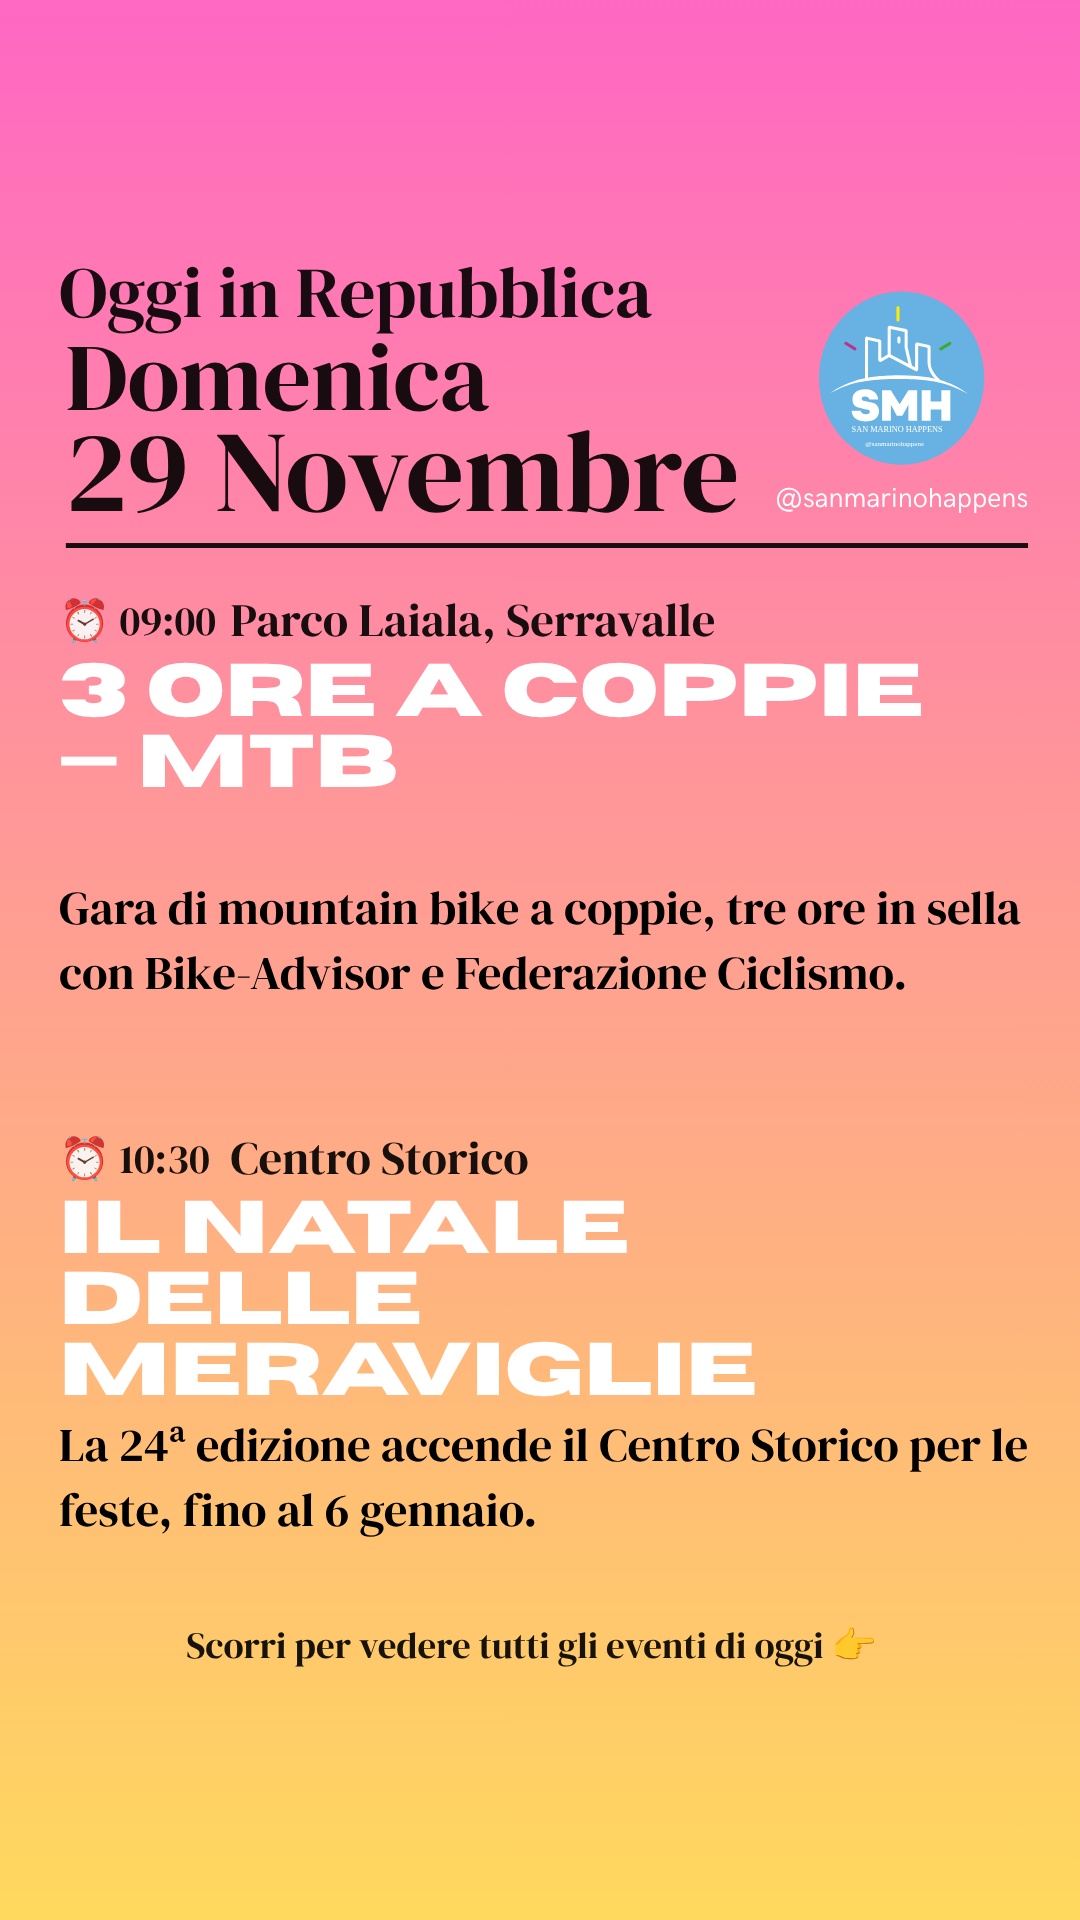 Oggi in Repubblica
Domenica
29 Novembre
SMH
SAN MARINO HAPPENS
@sanmarinohappens
@sanmarinohappens
09:00 Parco Laiala, Serravalle
3 ORE A COPPIE
– MTB
Gara di mountain bike a coppie, tre ore in sella
con Bike-Advisor e Federazione Ciclismo.
10:30 Centro Storico
IL NATALE
DELLE
MERAVIGLIE
La 24ª edizione accende il Centro Storico per le
feste, fino al 6 gennaio.
Scorri per vedere tutti gli eventi di oggi 👉